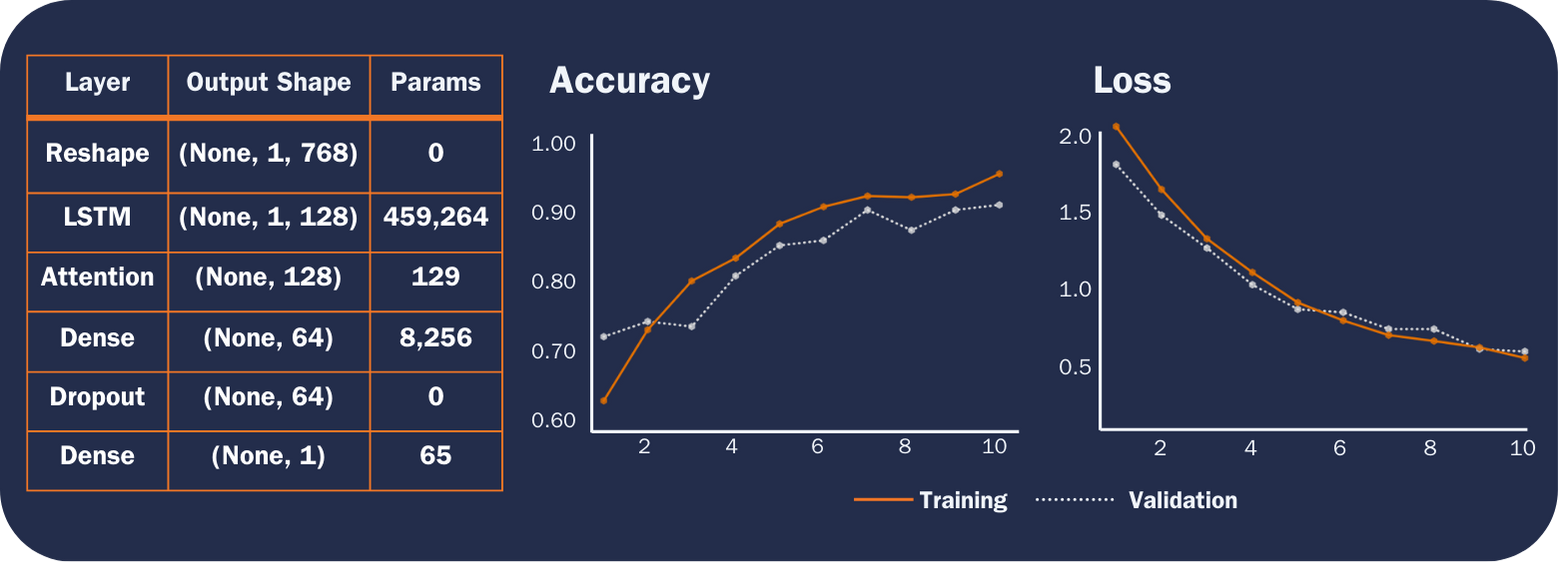 Layer Output Shape Params
Reshape (None, 1, 768) 0
LSTM (None, 1, 128) 459,264
Attention (None, 128) 129
Dense (None, 64) 8,256
Dropout (None, 64) 0
Dense (None, 1) 65
Accuracy
1.00
0.90
0.80
0.70
0.60
2 4 6 8 10
Loss
2.0
1.5
1.0
0.5
2 4 6 8 10
Training Validation